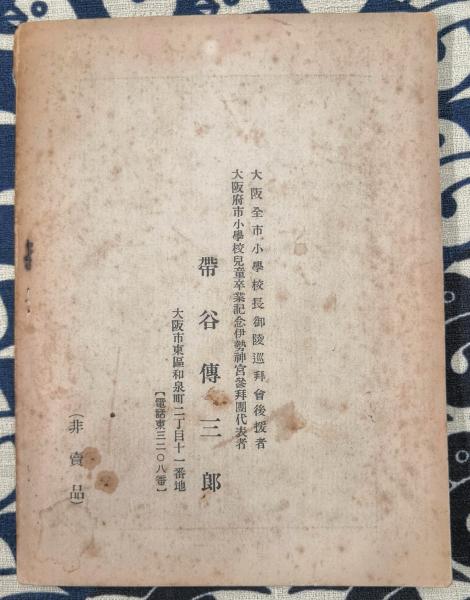 大阪全市小學校長御陵巡拜會後援者
大阪府市小學校兒童卒業記念伊勢神宮參拜團代表者
帶谷傳三郎
大阪市東區和泉町二丁目十一番地
【電話東三二〇八番】
（非賣品）